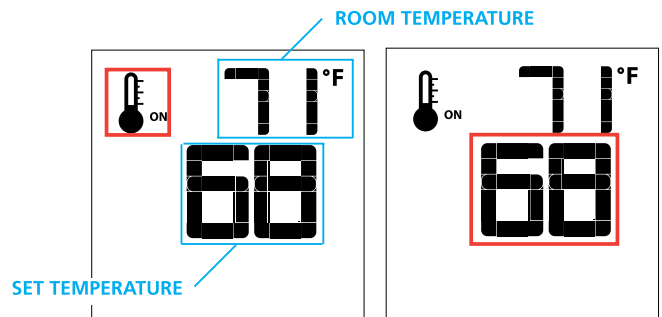 ROOM TEMPERATURE
71°F
ON
68
SET TEMPERATURE
71°F
ON
68